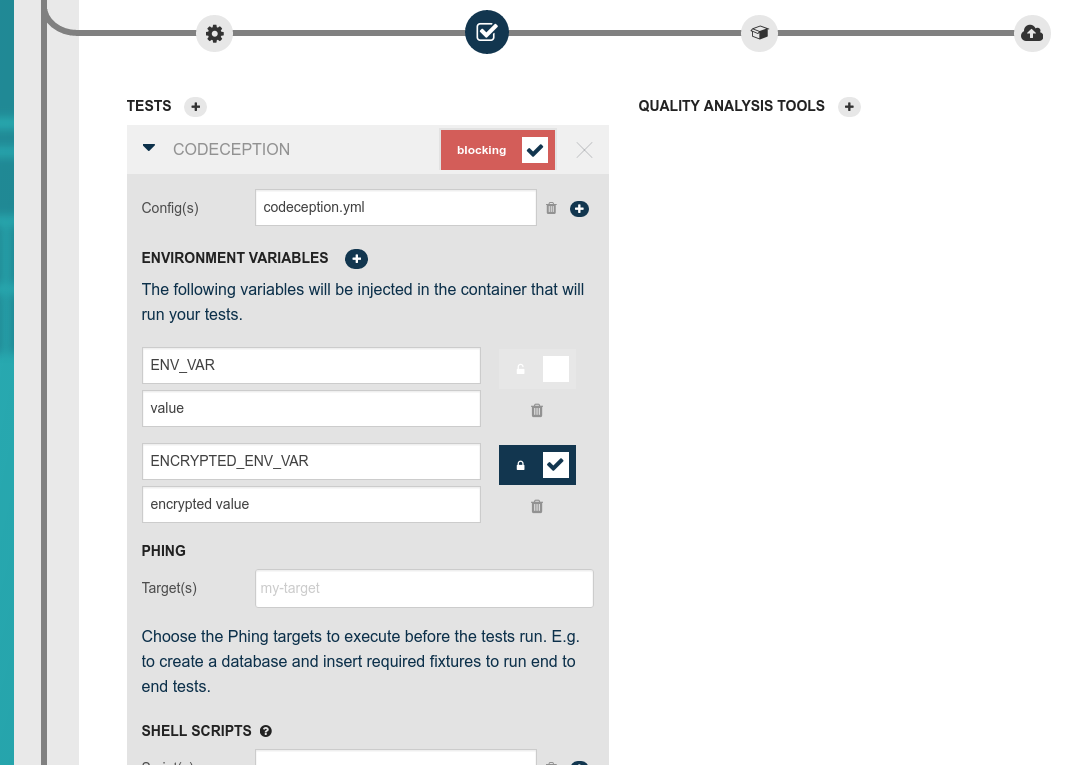 TESTS
QUALITY ANALYSIS TOOLS
CODECEPTION
blocking
Config(s)
codeception.yml
ENVIRONMENT VARIABLES
The following variables will be injected in the container that will
run your tests.
ENV_VAR
value
ENCRYPTED_ENV_VAR
encrypted value
PHING
Target(s)
my-target
Choose the Phing targets to execute before the tests run. E.g.
to create a database and insert required fixtures to run end to
end tests.
SHELL SCRIPTS